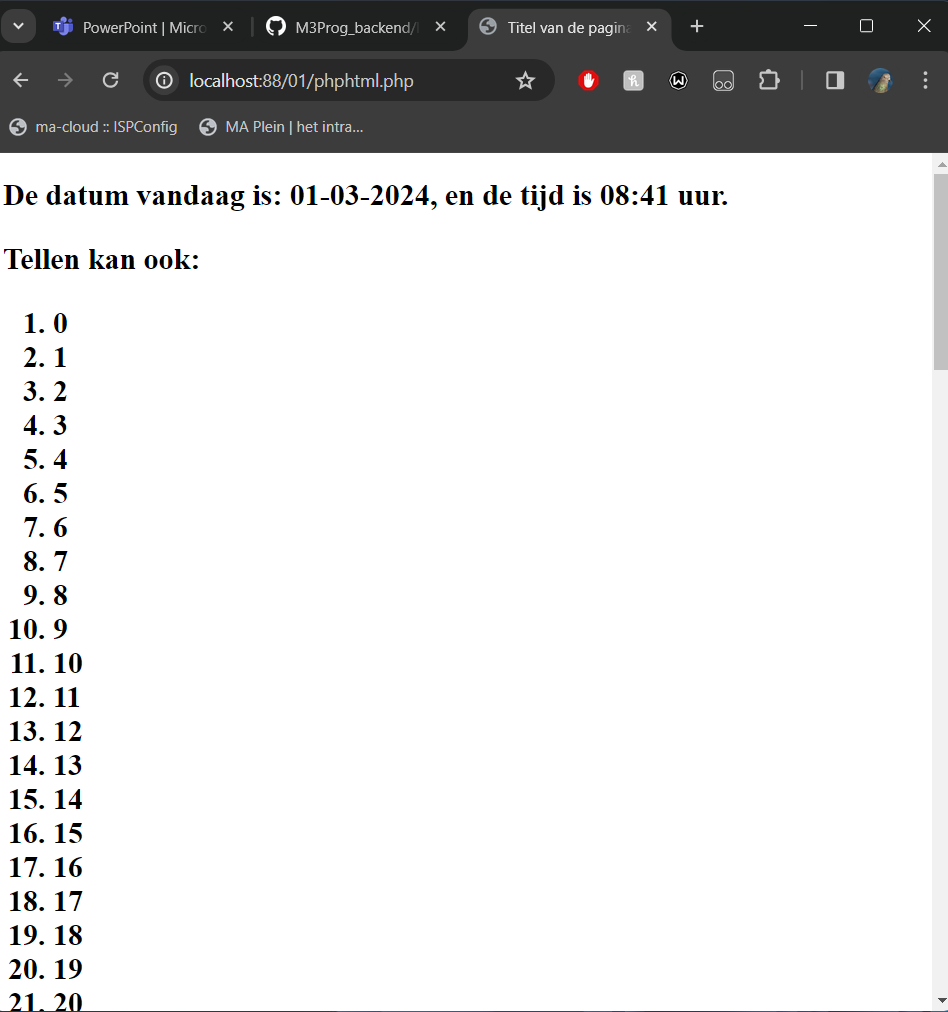 PowerPoint | Micro
M3Prog_backend/
Titel van de pagina
localhost:88/01/phphtml.php
ma-cloud :: ISPConfig
MA Plein | het intra...
De datum vandaag is: 01-03-2024, en de tijd is 08:41 uur.
Tellen kan ook:
1. 0
2. 1
3. 2
4. 3
5. 4
6. 5
7. 6
8. 7
9. 8
10. 9
11. 10
12. 11
13. 12
14. 13
15. 14
16. 15
17. 16
18. 17
19. 18
20. 19
21. 20